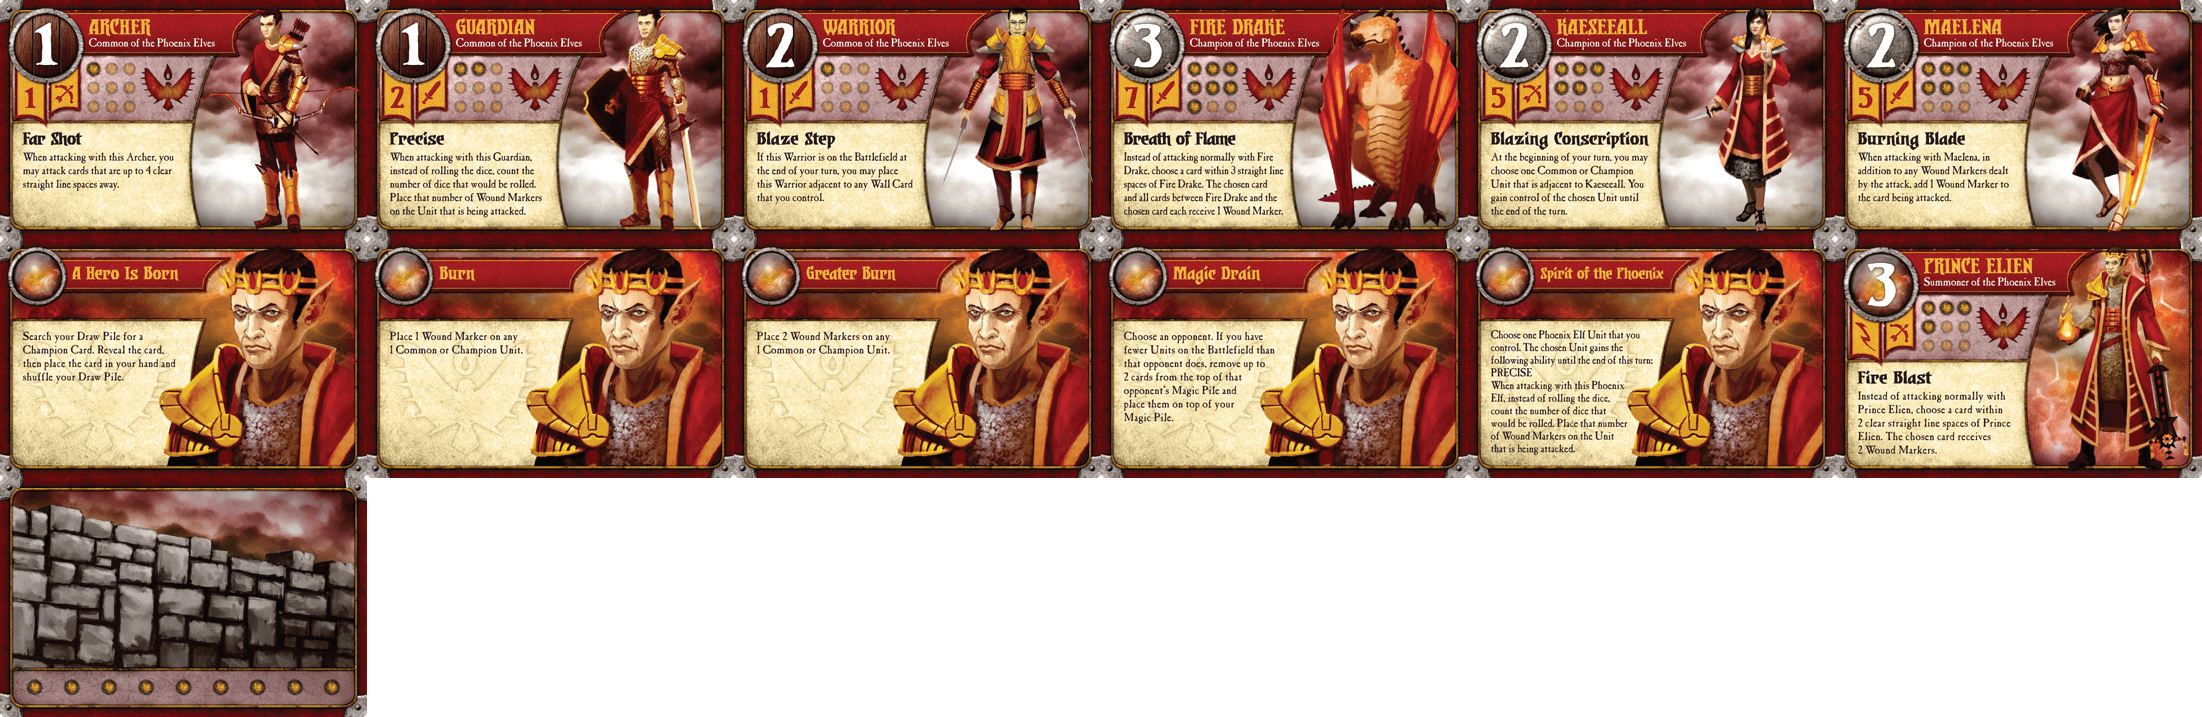 1
ARCHER
Common of the Phoenix Elves
1
Far Shot
When attacking with this Archer, you
may attack cards that are up to 4 clear
straight line spaces away.
1
GUARDIAN
Common of the Phoenix Elves
2
Precise
When attacking with this Guardian,
instead of rolling the dice, count the
number of dice that would be rolled.
Place that number of Wound Markers
on the Unit that is being attacked.
2
WARRIOR
Common of the Phoenix Elves
1
Blaze Step
If this Warrior is on the Battlefield at
the end of your turn, you may place
this Warrior adjacent to any Wall Card
that you control.
3
FIRE DRAKE
Champion of the Phoenix Elves
7
Breath of Flame
Instead of attacking normally with Fire
Drake, choose a card within 3 straight line
spaces of Fire Drake. The chosen card
and all cards between Fire Drake and the
chosen card each receive 1 Wound Marker.
2
KAESEEALL
Champion of the Phoenix Elves
5
Blazing Conscription
At the beginning of your turn, you may
choose one Common or Champion
Unit that is adjacent to Kaeseeall. You
gain control of the chosen Unit until
the end of the turn.
2
MAELENA
Champion of the Phoenix Elves
5
Burning Blade
When attacking with Maelena, in
addition to any Wound Markers dealt
by the attack, add 1 Wound Marker to
the card being attacked.
A Hero Is Born
Search your Draw Pile for a
Champion Card. Reveal the card,
then place the card in your hand and
shuffle your Draw Pile.
Burn
Place 1 Wound Marker on any
1 Common or Champion Unit.
Greater Burn
Place 2 Wound Markers on any
1 Common or Champion Unit.
Magic Drain
Choose an opponent. If you have
fewer Units on the Battlefield than
that opponent does, remove up to
2 cards from the top of that
opponent's Magic Pile and
place them on top of your
Magic Pile.
Spirit of the Phoenix
Choose one Phoenix Elf Unit that you
control. The chosen Unit gains the
following ability until the end of this turn:
PRECISE
When attacking with this Phoenix
Elf, instead of rolling the dice,
count the number of dice that
would be rolled. Place that number
of Wound Markers on the Unit
that is being attacked.
3
PRINCE ELIEN
Summoner of the Phoenix Elves
Fire Blast
Instead of attacking normally with
Prince Elien, choose a card within
2 clear straight line spaces of Prince
Elien. The chosen card receives
2 Wound Markers.